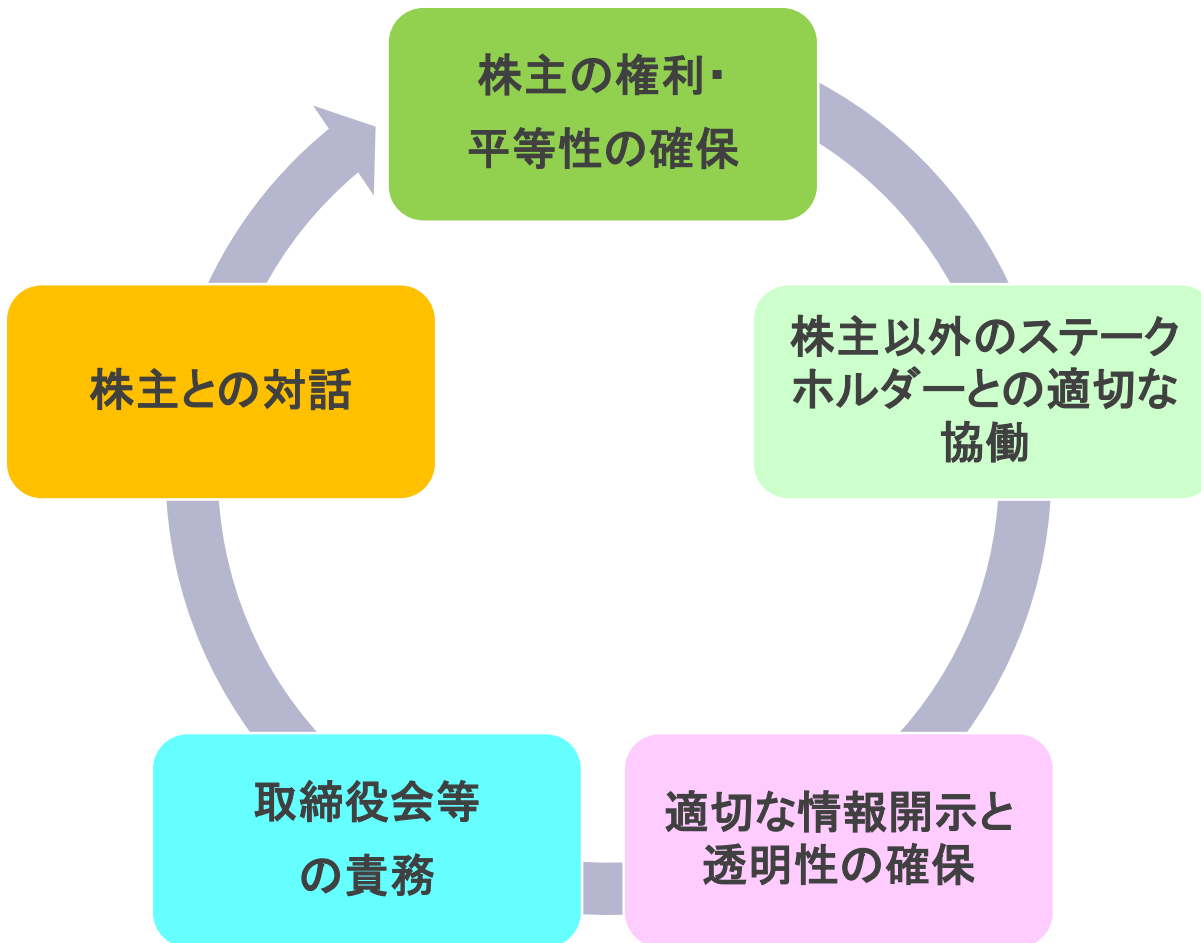 株主の権利・
平等性の確保
株主以外のステーク
ホルダーとの適切な
協働
適切な情報開示と
透明性の確保
取締役会等
の責務
株主との対話